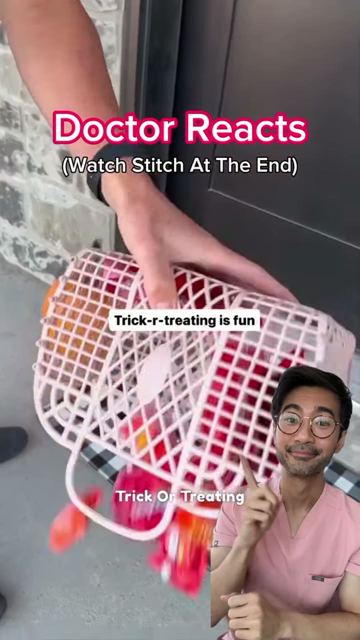 Doctor Reacts
(Watch Stitch At The End)
Trick-r-treating is fun
Trick Or Treating